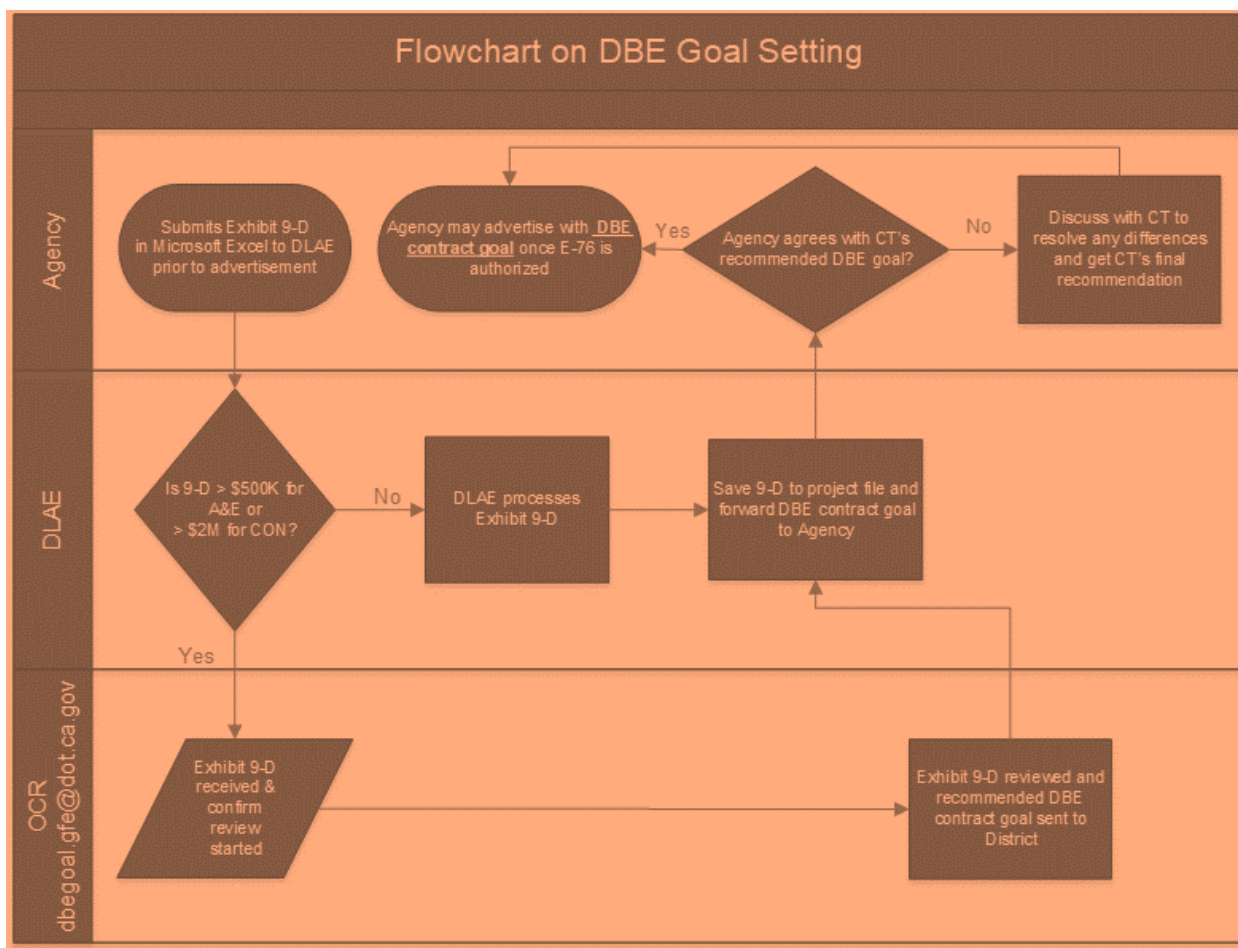 Flowchart on DBE Goal Setting
Agency
Submits Exhibit 9-D
in Microsoft Excel to DLAE
prior to advertisement
Agency may advertise with DBE
contract goal once E-76 is
authorized
Yes
Agency agrees with CT's
recommended DBE goal?
No
Discuss with CT to
resolve any differences
and get CT's final
recommendation
DLAE
Is 9-D > $500K for
A&E or
> $2M for CON?
No
DLAE processes
Exhibit 9-D
Save 9-D to project file and
forward DBE contract goal
to Agency
Yes
OCR
dbegoal.gfe@dot.ca.gov
Exhibit 9-D
received &
confirm
review
started
Exhibit 9-D reviewed and
recommended DBE
contract goal sent to
District